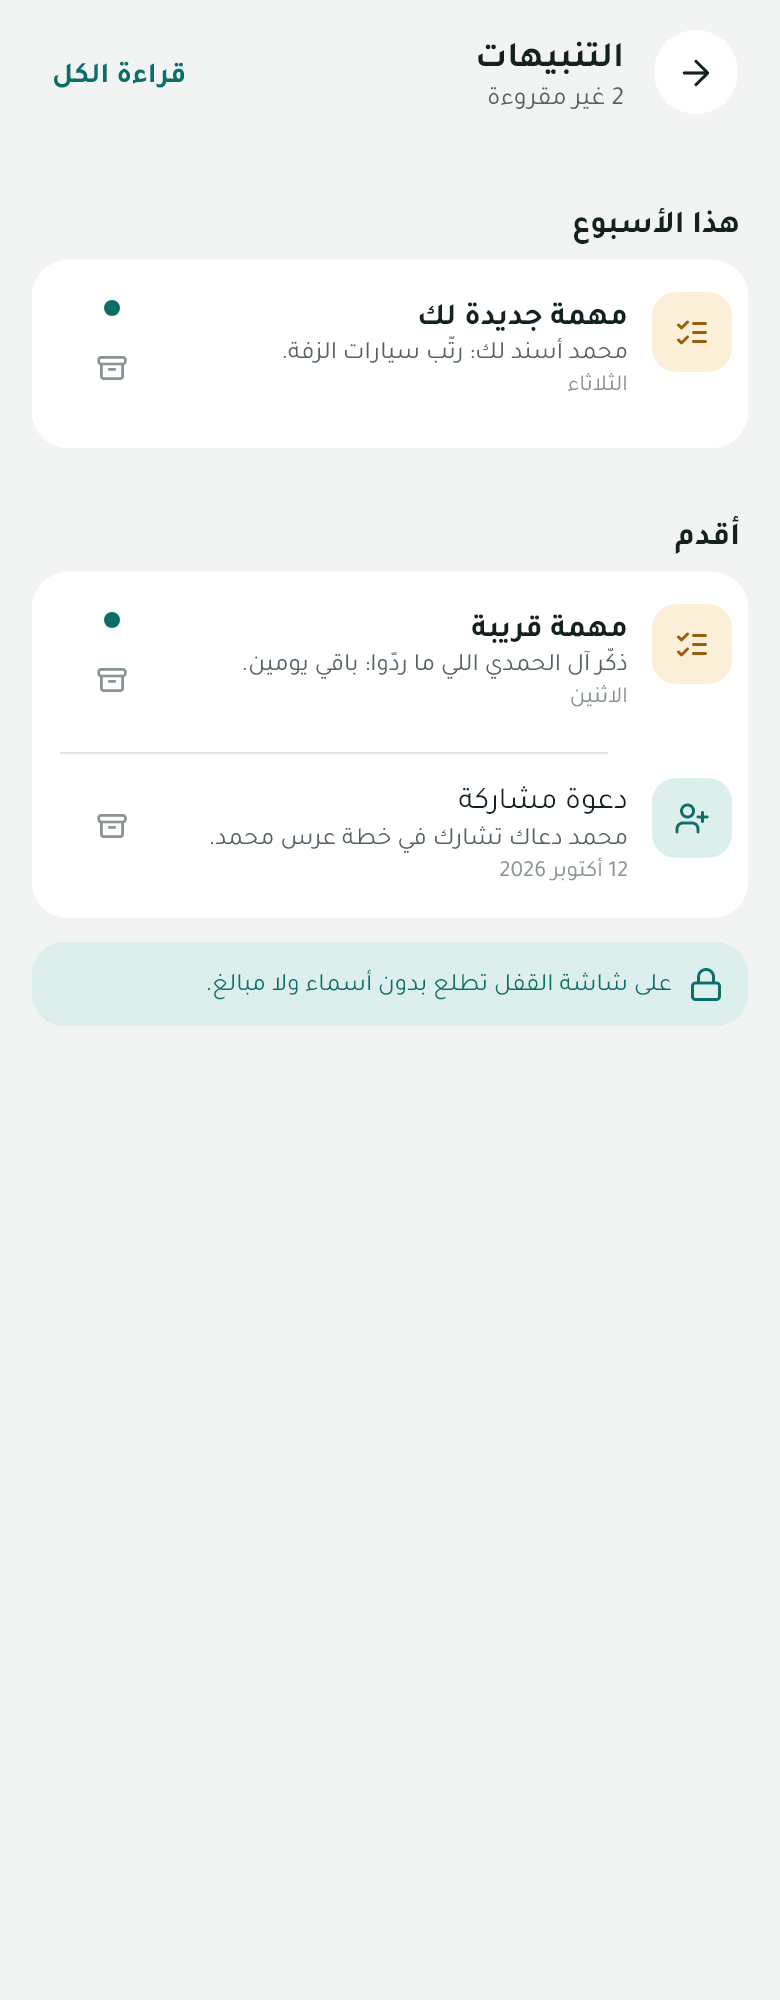 التنبيهات
2 غير مقروءة
قراءة الكل
هذا الأسبوع
مهمة جديدة لك
محمد أسند لك: رتّب سيارات الزفة.
الثلاثاء
أقدم
مهمة قريبة
ذكّر آل الحمدي اللي ما ردّوا: باقي يومين.
الاثنين
دعوة مشاركة
محمد دعاك تشارك في خطة عرس محمد.
12 أكتوبر 2026
على شاشة القفل تطلع بدون أسماء ولا مبالغ.